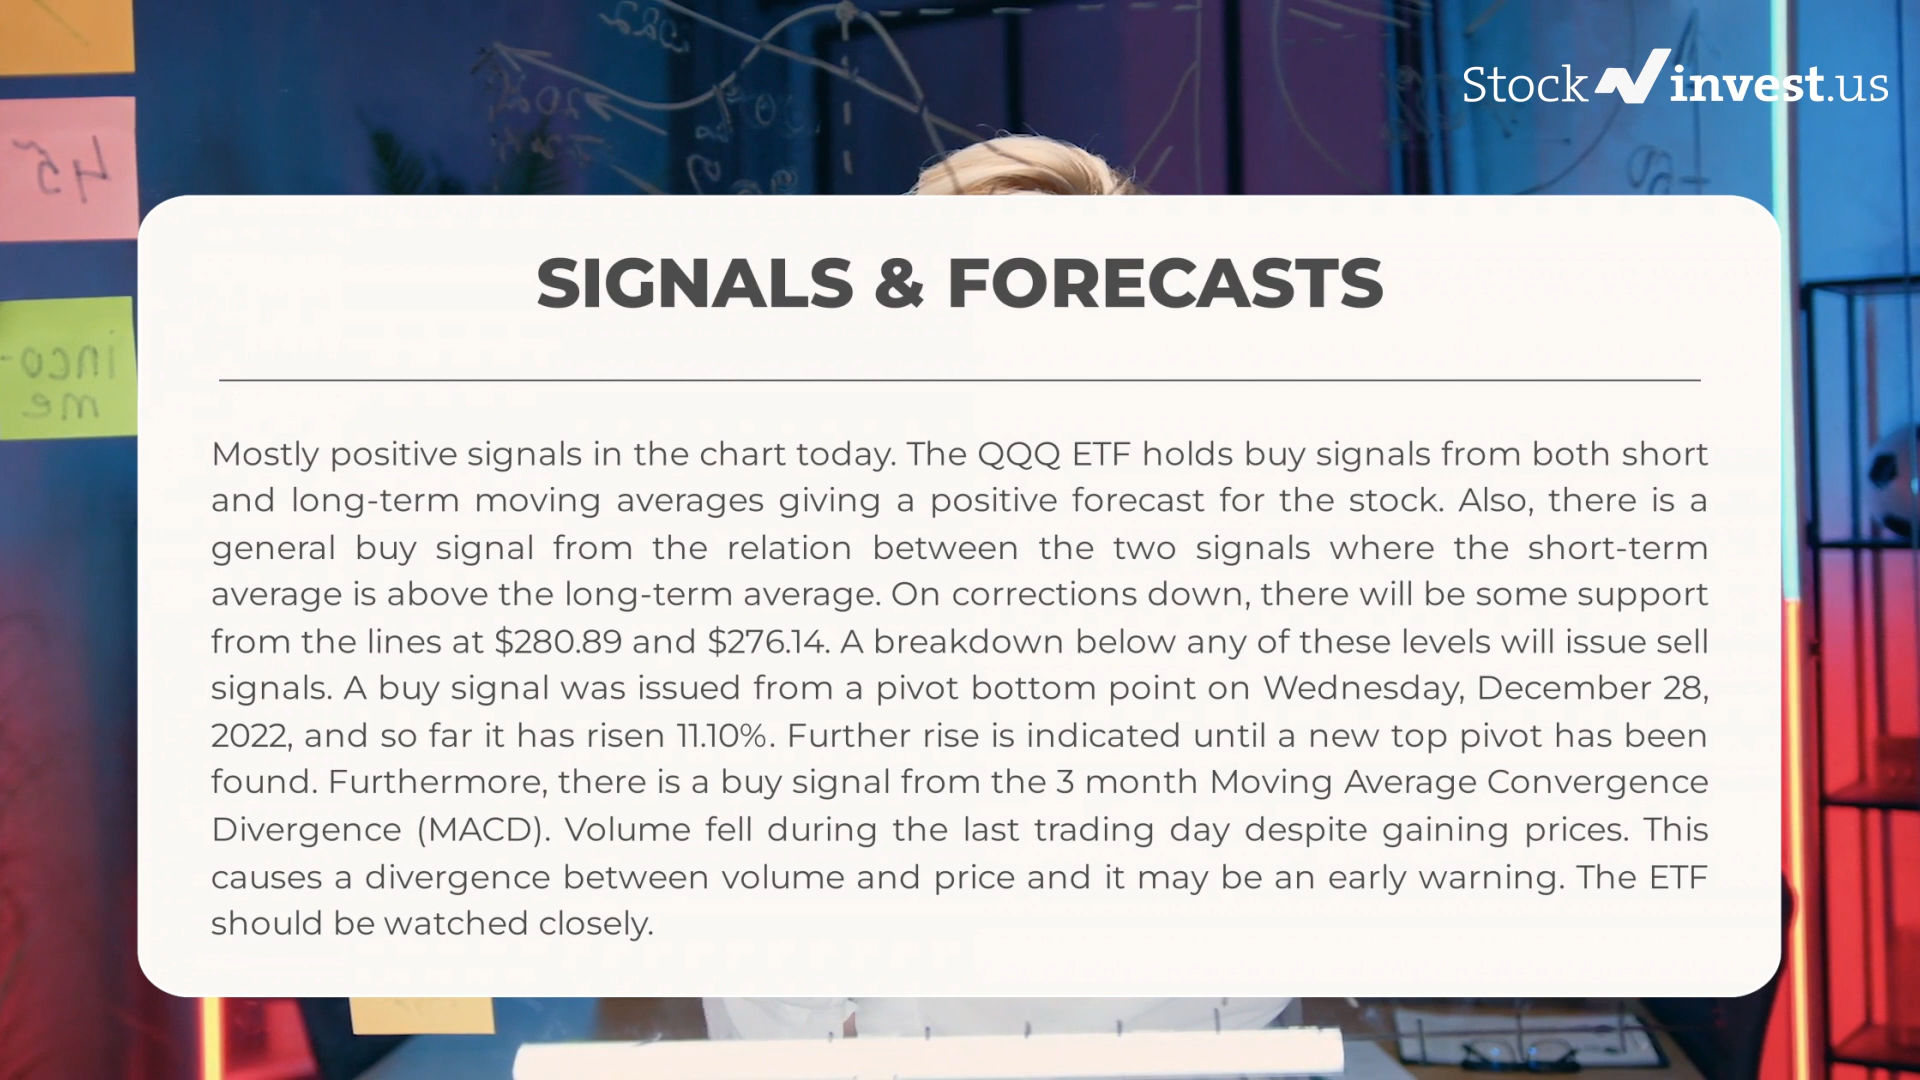 Stock invest.us
45
SIGNALS & FORECASTS
inco-
me
Mostly positive signals in the chart today. The QQQ ETF holds buy signals from both short
and long-term moving averages giving a positive forecast for the stock. Also, there is a
general buy signal from the relation between the two signals where the short-term
average is above the long-term average. On corrections down, there will be some support
from the lines at $280.89 and $276.14. A breakdown below any of these levels will issue sell
signals. A buy signal was issued from a pivot bottom point on Wednesday, December 28,
2022, and so far it has risen 11.10%. Further rise is indicated until a new top pivot has been
found. Furthermore, there is a buy signal from the 3 month Moving Average Convergence
Divergence (MACD). Volume fell during the last trading day despite gaining prices. This
causes a divergence between volume and price and it may be an early warning. The ETF
should be watched closely.